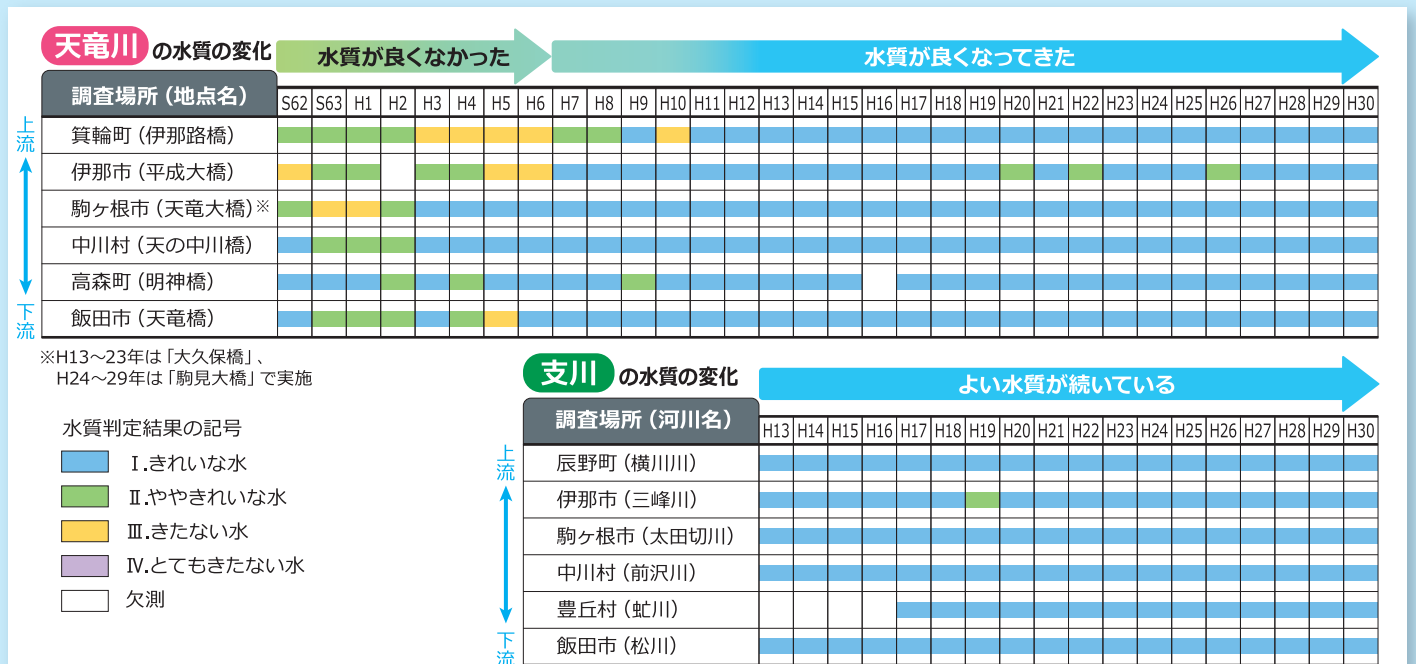 天竜川 の水質の変化
水質が良くなかった
水質が良くなってきた
調査場所（地点名）
S62 S63 H1 H2 H3 H4 H5 H6 H7 H8 H9 H10 H11 H12 H13 H14 H15 H16 H17 H18 H19 H20 H21 H22 H23 H24 H25 H26 H27 H28 H29 H30
上流
箕輪町（伊那路橋）
伊那市（平成大橋）
駒ヶ根市（天竜大橋）※
中川村（天の中川橋）
高森町（明神橋）
飯田市（天竜橋）
下流
※H13〜23年は「大久保橋」、
H24〜29年は「駒見大橋」で実施
水質判定結果の記号
Ⅰ.きれいな水
Ⅱ.ややきれいな水
Ⅲ.きたない水
Ⅳ.とてもきたない水
欠測
支川 の水質の変化
よい水質が続いている
調査場所（河川名）
H13 H14 H15 H16 H17 H18 H19 H20 H21 H22 H23 H24 H25 H26 H27 H28 H29 H30
上流
辰野町（横川川）
伊那市（三峰川）
駒ヶ根市（太田切川）
中川村（前沢川）
豊丘村（虻川）
飯田市（松川）
下流